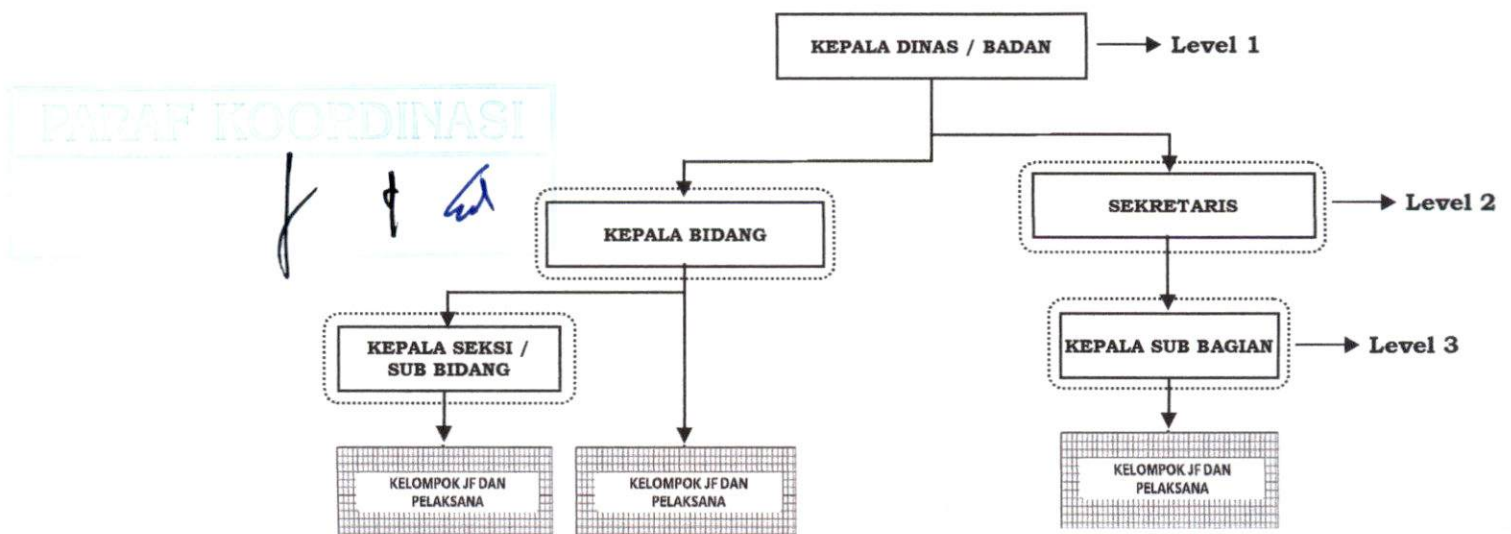 KEPALA DINAS / BADAN
Level 1
PARAF KOORDINASI
SEKRETARIS
Level 2
KEPALA BIDANG
KEPALA SEKSI /
SUB BIDANG
KEPALA SUB BAGIAN
Level 3
KELOMPOK JF DAN
PELAKSANA
KELOMPOK JF DAN
PELAKSANA
KELOMPOK JF DAN
PELAKSANA